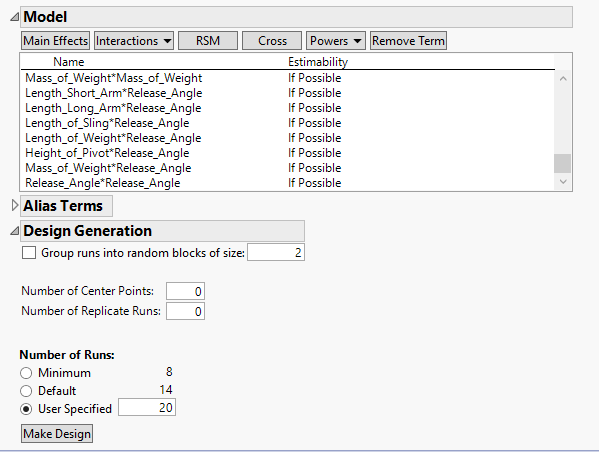 Model
Main Effects Interactions RSM Cross Powers Remove Term
Name Estimability
Mass_of_Weight*Mass_of_Weight If Possible
Length_Short_Arm*Release_Angle If Possible
Length_Long_Arm*Release_Angle If Possible
Length_of_Sling*Release_Angle If Possible
Length_of_Weight*Release_Angle If Possible
Height_of_Pivot*Release_Angle If Possible
Mass_of_Weight*Release_Angle If Possible
Release_Angle*Release_Angle If Possible
Alias Terms
Design Generation
Group runs into random blocks of size: 2
Number of Center Points: 0
Number of Replicate Runs: 0
Number of Runs:
Minimum 8
Default 14
User Specified 20
Make Design